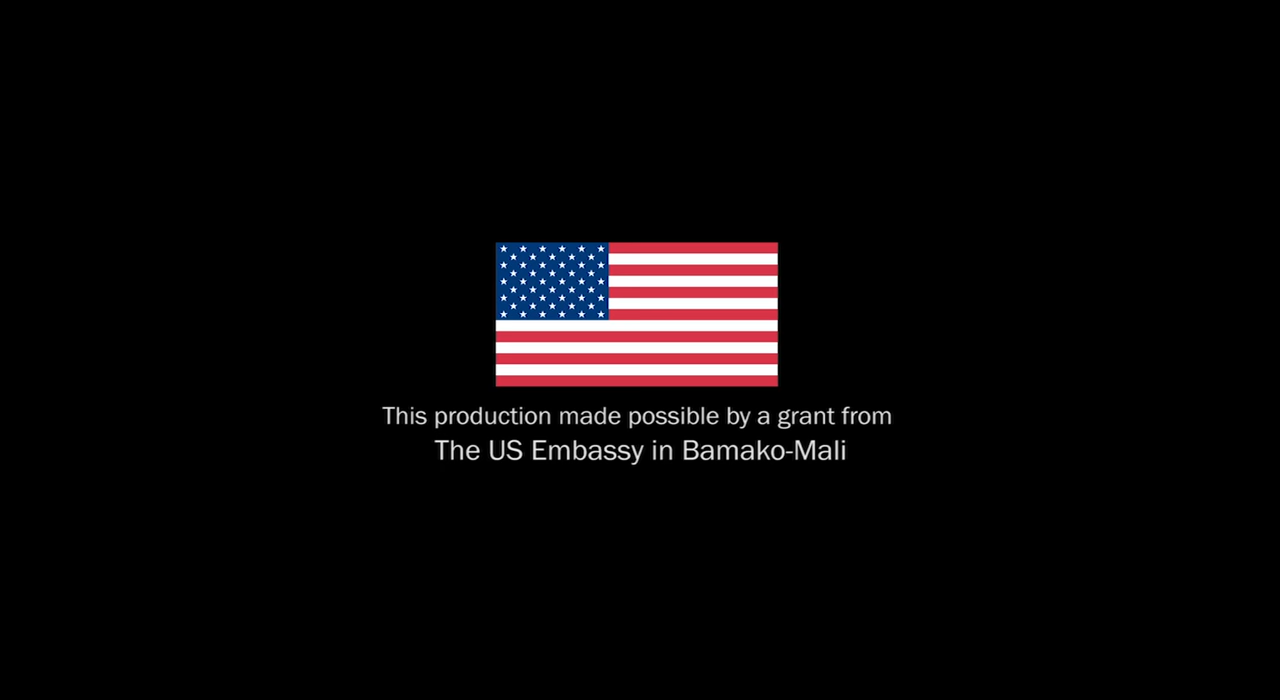 This production made possible by a grant from
The US Embassy in Bamako-Mali